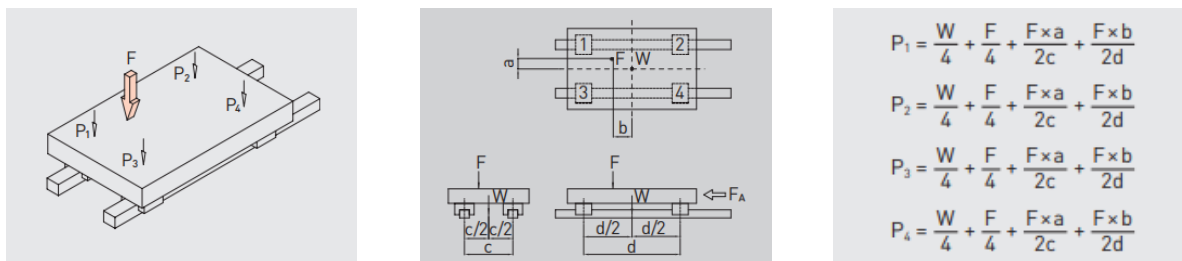 F
P₂
P₄
P₁
P₃
1 2
F W
a
3 4
b
F F
W W F_A
c/2 c/2 d/2 d/2
c d
P₁ = W/4 + F/4 + F×a/2c + F×b/2d
P₂ = W/4 + F/4 + F×a/2c + F×b/2d
P₃ = W/4 + F/4 + F×a/2c + F×b/2d
P₄ = W/4 + F/4 + F×a/2c + F×b/2d